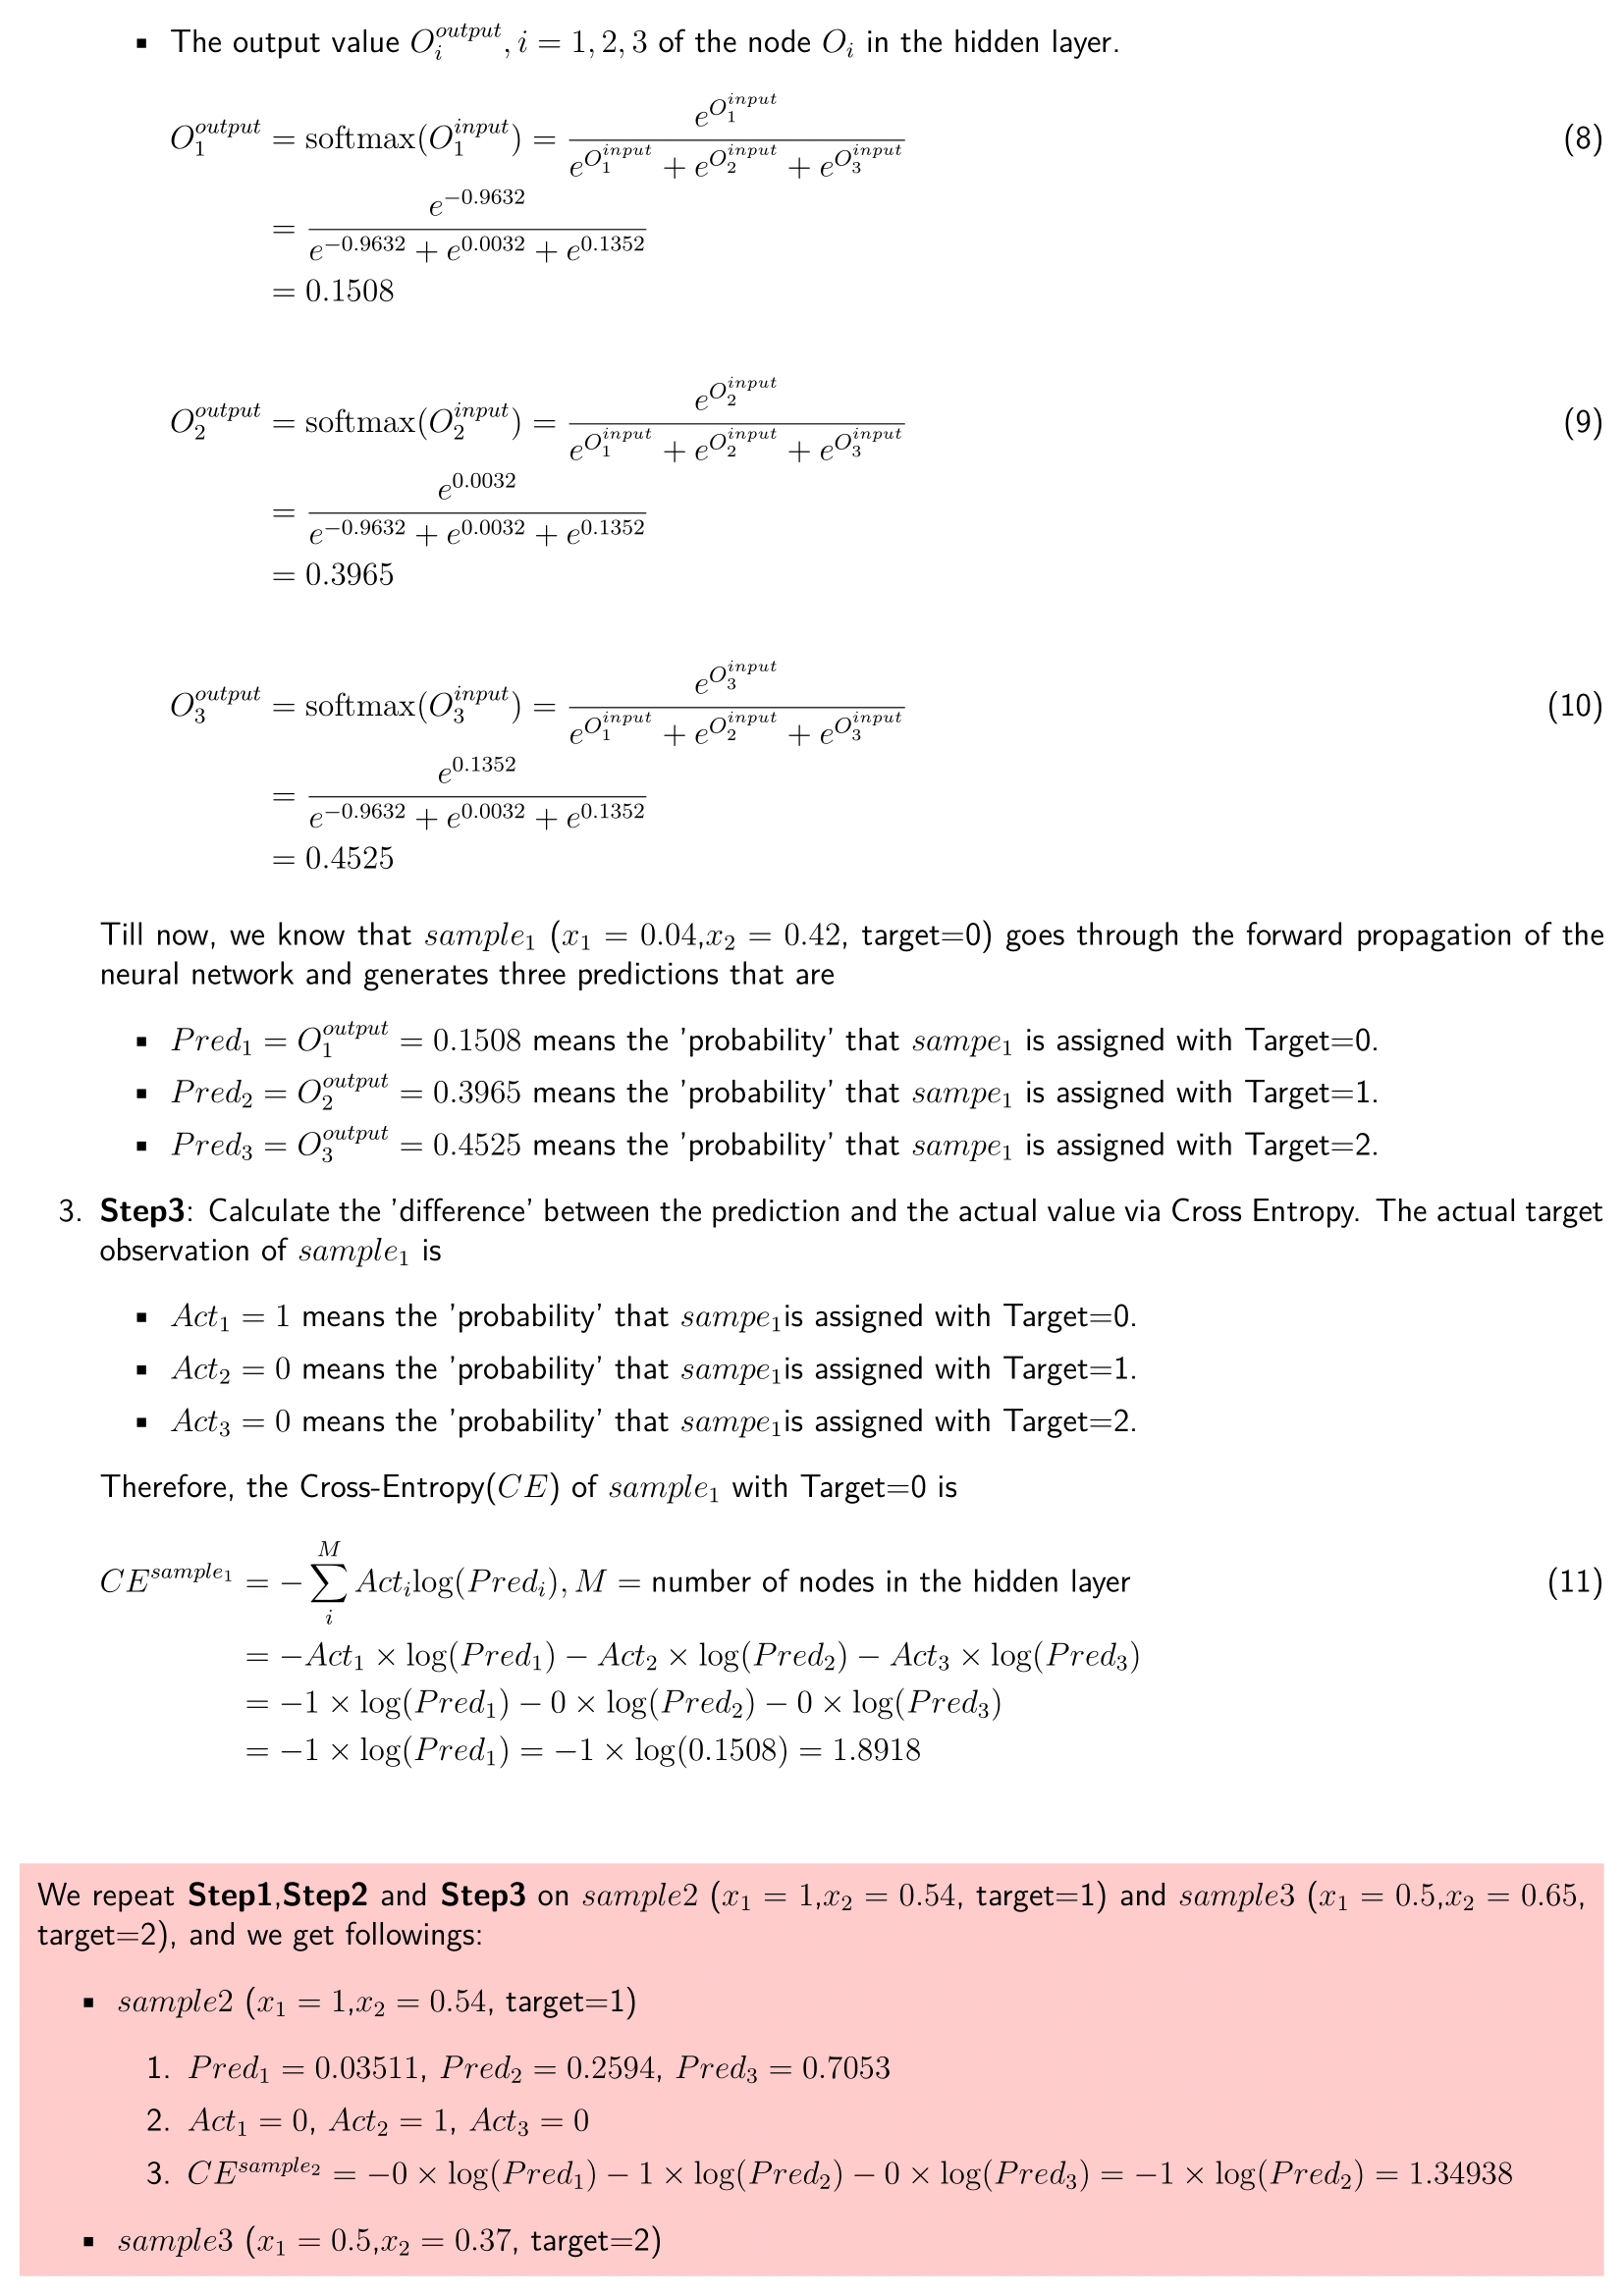 ▪ The output value $O_i^{output}, i = 1, 2, 3$ of the node $O_i$ in the hidden layer.
$O_1^{output} = \text{softmax}(O_1^{input}) = \frac{e^{O_1^{input}}}{e^{O_1^{input}} + e^{O_2^{input}} + e^{O_3^{input}}}$ (8)
$= \frac{e^{-0.9632}}{e^{-0.9632} + e^{0.0032} + e^{0.1352}}$
$= 0.1508$
$O_2^{output} = \text{softmax}(O_2^{input}) = \frac{e^{O_2^{input}}}{e^{O_1^{input}} + e^{O_2^{input}} + e^{O_3^{input}}}$ (9)
$= \frac{e^{0.0032}}{e^{-0.9632} + e^{0.0032} + e^{0.1352}}$
$= 0.3965$
$O_3^{output} = \text{softmax}(O_3^{input}) = \frac{e^{O_3^{input}}}{e^{O_1^{input}} + e^{O_2^{input}} + e^{O_3^{input}}}$ (10)
$= \frac{e^{0.1352}}{e^{-0.9632} + e^{0.0032} + e^{0.1352}}$
$= 0.4525$
Till now, we know that $sample_1$ ($x_1 = 0.04$,$x_2 = 0.42$, target=0) goes through the forward propagation of the
neural network and generates three predictions that are
▪ $Pred_1 = O_1^{output} = 0.1508$ means the 'probability' that $sampe_1$ is assigned with Target=0.
▪ $Pred_2 = O_2^{output} = 0.3965$ means the 'probability' that $sampe_1$ is assigned with Target=1.
▪ $Pred_3 = O_3^{output} = 0.4525$ means the 'probability' that $sampe_1$ is assigned with Target=2.
3. Step3: Calculate the 'difference' between the prediction and the actual value via Cross Entropy. The actual target
observation of $sample_1$ is
▪ $Act_1 = 1$ means the 'probability' that $sampe_1$is assigned with Target=0.
▪ $Act_2 = 0$ means the 'probability' that $sampe_1$is assigned with Target=1.
▪ $Act_3 = 0$ means the 'probability' that $sampe_1$is assigned with Target=2.
Therefore, the Cross-Entropy($CE$) of $sample_1$ with Target=0 is
$CE^{sample_1} = -\sum_i^M Act_i \text{log}(Pred_i), M =$ number of nodes in the hidden layer (11)
$= -Act_1 \times \log(Pred_1) - Act_2 \times \log(Pred_2) - Act_3 \times \log(Pred_3)$
$= -1 \times \log(Pred_1) - 0 \times \log(Pred_2) - 0 \times \log(Pred_3)$
$= -1 \times \log(Pred_1) = -1 \times \log(0.1508) = 1.8918$
We repeat Step1,Step2 and Step3 on $sample2$ ($x_1 = 1$,$x_2 = 0.54$, target=1) and $sample3$ ($x_1 = 0.5$,$x_2 = 0.65$,
target=2), and we get followings:
▪ $sample2$ ($x_1 = 1$,$x_2 = 0.54$, target=1)
1. $Pred_1 = 0.03511$, $Pred_2 = 0.2594$, $Pred_3 = 0.7053$
2. $Act_1 = 0$, $Act_2 = 1$, $Act_3 = 0$
3. $CE^{sample_2} = -0 \times \log(Pred_1) - 1 \times \log(Pred_2) - 0 \times \log(Pred_3) = -1 \times \log(Pred_2) = 1.34938$
▪ $sample3$ ($x_1 = 0.5$,$x_2 = 0.37$, target=2)